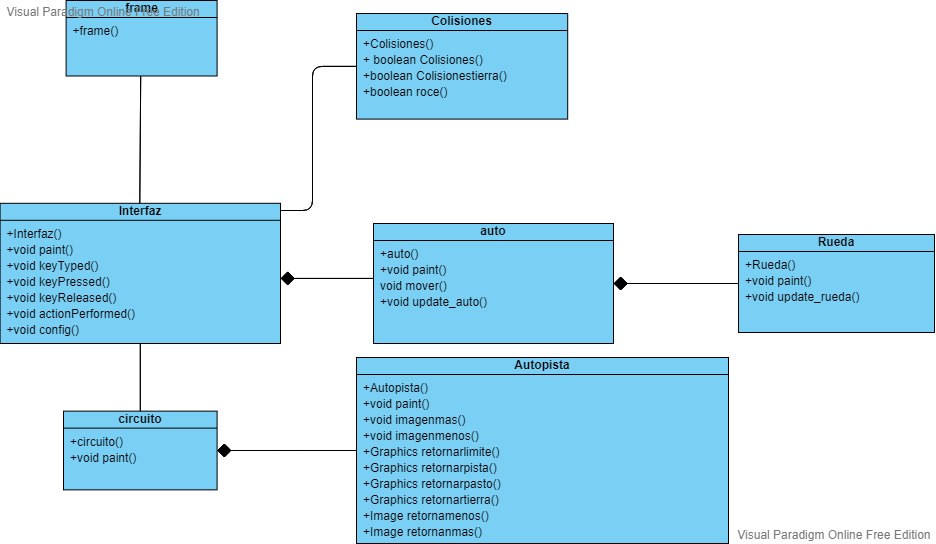 Visual Paradigm Online Free Edition
frame
+frame()
Colisiones
+Colisiones()
+ boolean Colisiones()
+boolean Colisionestierra()
+boolean roce()
Interfaz
+Interfaz()
+void paint()
+void keyTyped()
+void keyPressed()
+void keyReleased()
+void actionPerformed()
+void config()
auto
+auto()
+void paint()
void mover()
+void update_auto()
Rueda
+Rueda()
+void paint()
+void update_rueda()
circuito
+circuito()
+void paint()
Autopista
+Autopista()
+void paint()
+void imagenmas()
+void imagenmenos()
+Graphics retornarlimite()
+Graphics retornarpista()
+Graphics retornarpasto()
+Graphics retornartierra()
+Image retornamenos()
+Image retornanmas()
Visual Paradigm Online Free Edition